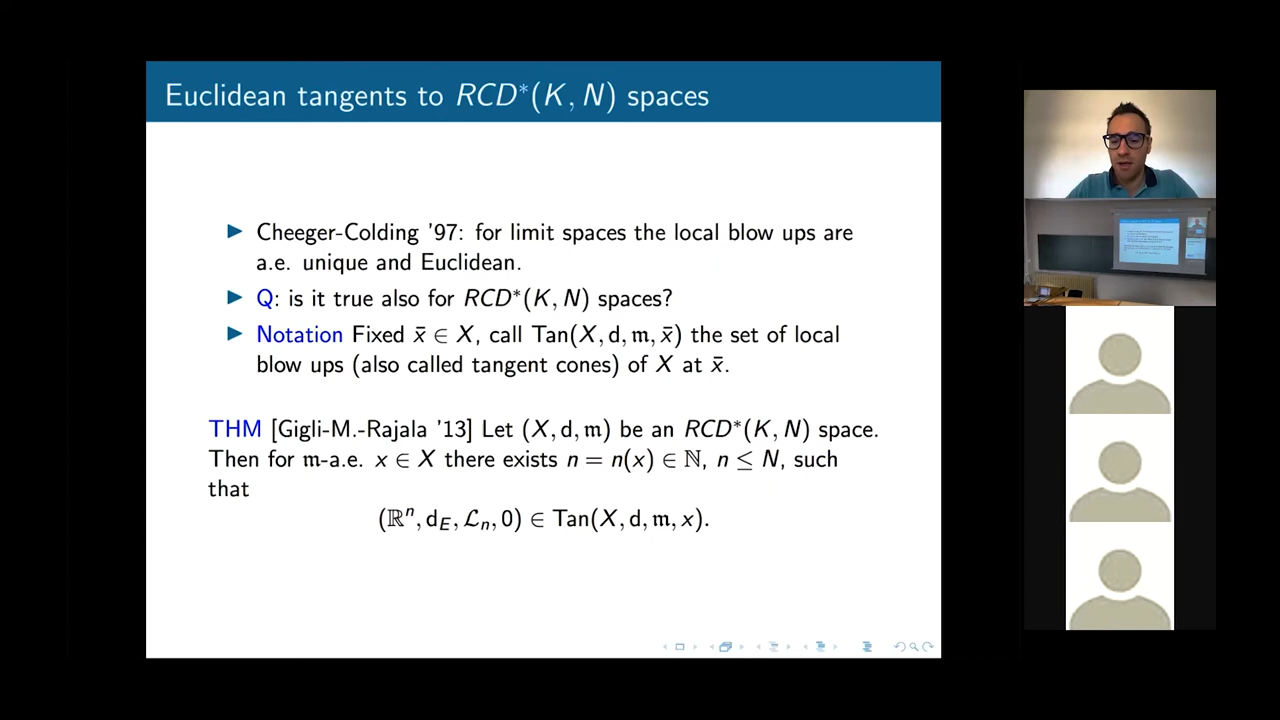 Euclidean tangents to RCD*(K, N) spaces
▶ Cheeger-Colding '97: for limit spaces the local blow ups are
a.e. unique and Euclidean.
▶ Q: is it true also for RCD*(K, N) spaces?
▶ Notation Fixed x̄ ∈ X, call Tan(X, d, 𝔪, x̄) the set of local
blow ups (also called tangent cones) of X at x̄.
THM [Gigli-M.-Rajala '13] Let (X, d, 𝔪) be an RCD*(K, N) space.
Then for 𝔪-a.e. x ∈ X there exists n = n(x) ∈ ℕ, n ≤ N, such
that
(ℝⁿ, d_E, ℒ_n, 0) ∈ Tan(X, d, 𝔪, x).